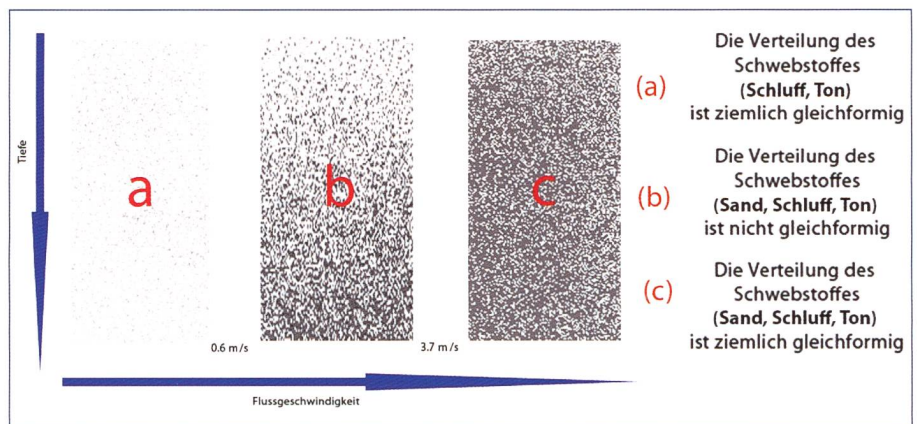 Tiefe
a
b
c
0.6 m/s
3.7 m/s
Flussgeschwindigkeit
(a)
Die Verteilung des
Schwebstoffes
(Schluff, Ton)
ist ziemlich gleichformig
(b)
Die Verteilung des
Schwebstoffes
(Sand, Schluff, Ton)
ist nicht gleichformig
(c)
Die Verteilung des
Schwebstoffes
(Sand, Schluff, Ton)
ist ziemlich gleichformig